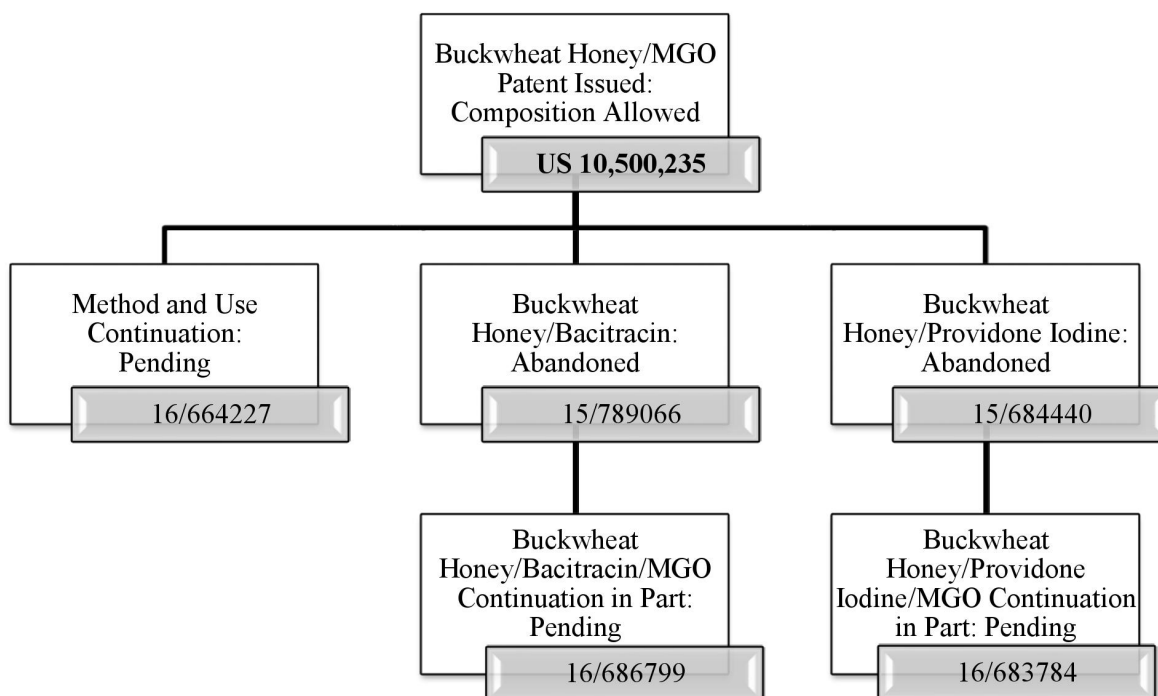 Buckwheat Honey/MGO
Patent Issued:
Composition Allowed
US 10,500,235
Method and Use
Continuation:
Pending
16/664227
Buckwheat
Honey/Bacitracin:
Abandoned
15/789066
Buckwheat
Honey/Providone Iodine:
Abandoned
15/684440
Buckwheat
Honey/Bacitracin/MGO
Continuation in Part:
Pending
16/686799
Buckwheat
Honey/Providone
Iodine/MGO Continuation
in Part: Pending
16/683784